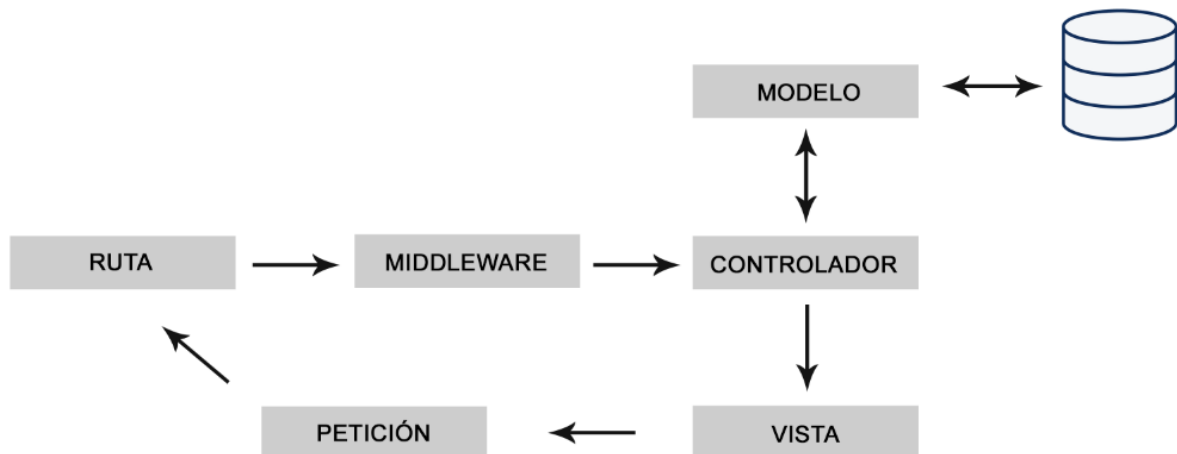 MODELO
RUTA
MIDDLEWARE
CONTROLADOR
PETICIÓN
VISTA